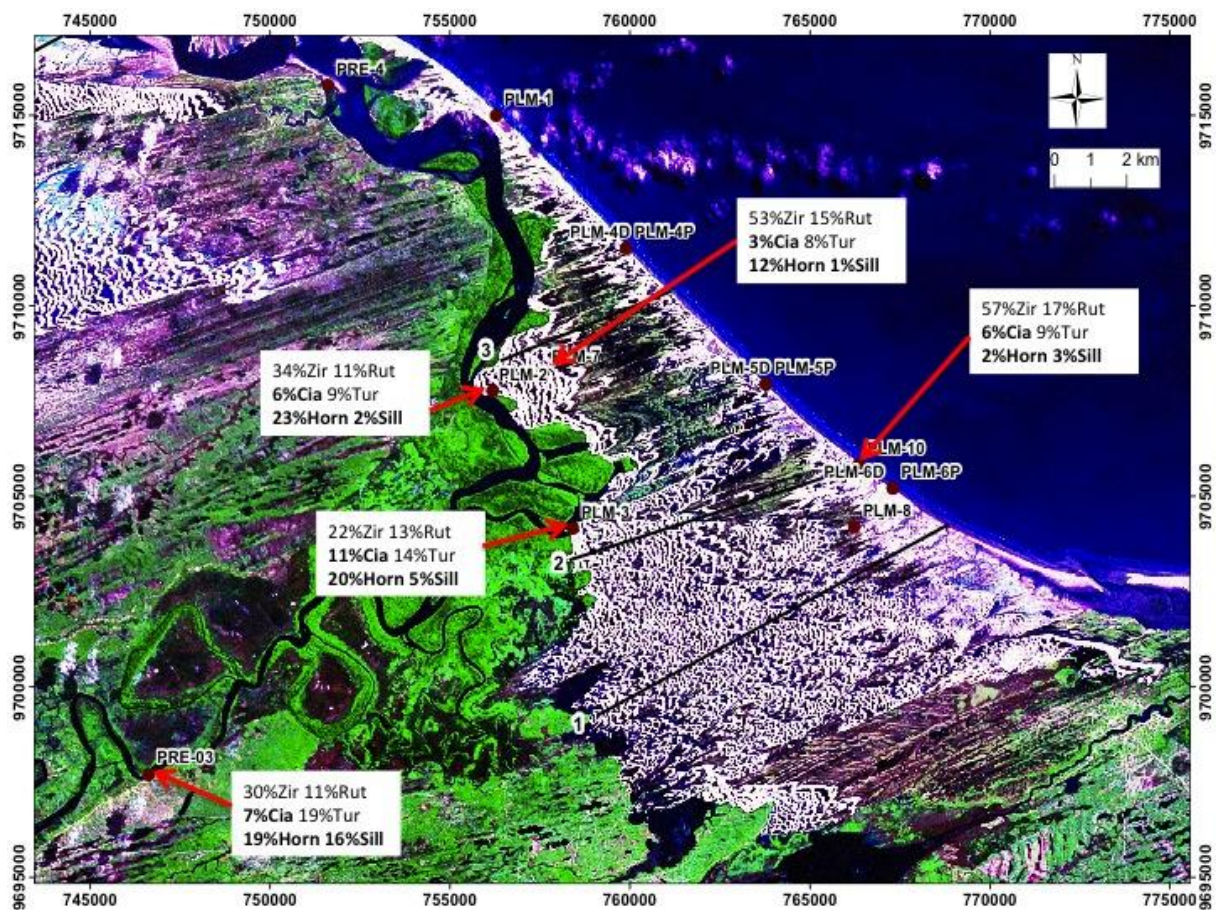 745000 750000 755000 760000 765000 770000 775000
N
PRE-4
PLM-1
9715000 9715000
0 1 2 km
53%Zir 15%Rut
3%Cia 8%Tur
12%Horn 1%Sill
PLM-4D PLM-4P
9710000 9710000
57%Zir 17%Rut
6%Cia 9%Tur
2%Horn 3%Sill
3
PLM-7
34%Zir 11%Rut
6%Cia 9%Tur
23%Horn 2%Sill
PLM-2
PLM-5D PLM-5P
PLM-10
PLM-6D PLM-6P
9705000 9705000
PLM-3
PLM-8
22%Zir 13%Rut
11%Cia 14%Tur
20%Horn 5%Sill
2
9700000 9700000
1
PRE-03
30%Zir 11%Rut
7%Cia 19%Tur
19%Horn 16%Sill
9695000 9695000
745000 750000 755000 760000 765000 770000 775000